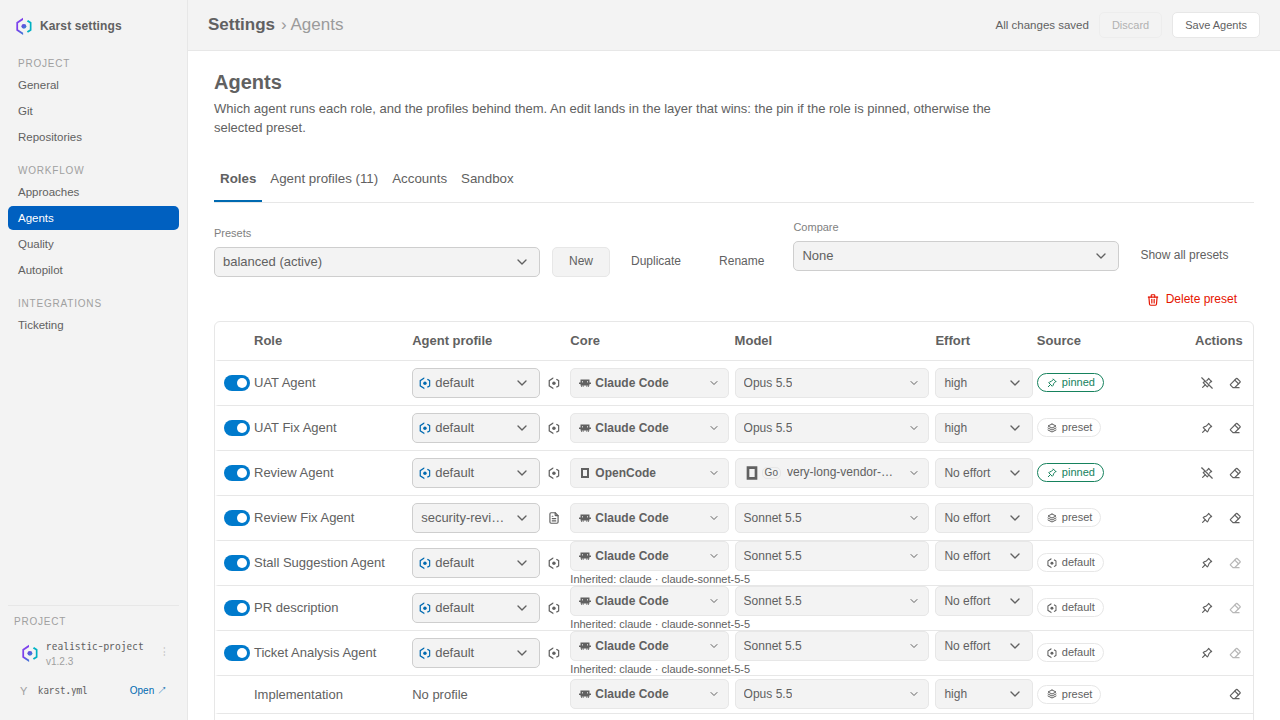 Karst settings
Settings › Agents
All changes saved
Discard
Save Agents
PROJECT
General
Git
Repositories
WORKFLOW
Approaches
Agents
Quality
Autopilot
INTEGRATIONS
Ticketing
PROJECT
realistic-project
v1.2.3
Y karst.yml Open ↗
Agents
Which agent runs each role, and the profiles behind them. An edit lands in the layer that wins: the pin if the role is pinned, otherwise the
selected preset.
Roles Agent profiles (11) Accounts Sandbox
Presets
balanced (active)
New Duplicate Rename
Compare
None
Show all presets
Delete preset
Role Agent profile Core Model Effort Source Actions
UAT Agent default Claude Code Opus 5.5 high pinned
UAT Fix Agent default Claude Code Opus 5.5 high preset
Review Agent default OpenCode Go very-long-vendor-… No effort pinned
Review Fix Agent security-revi… Claude Code Sonnet 5.5 No effort preset
Stall Suggestion Agent default Claude Code Sonnet 5.5 No effort default
Inherited: claude · claude-sonnet-5-5
PR description default Claude Code Sonnet 5.5 No effort default
Inherited: claude · claude-sonnet-5-5
Ticket Analysis Agent default Claude Code Sonnet 5.5 No effort default
Inherited: claude · claude-sonnet-5-5
Implementation No profile Claude Code Opus 5.5 high preset